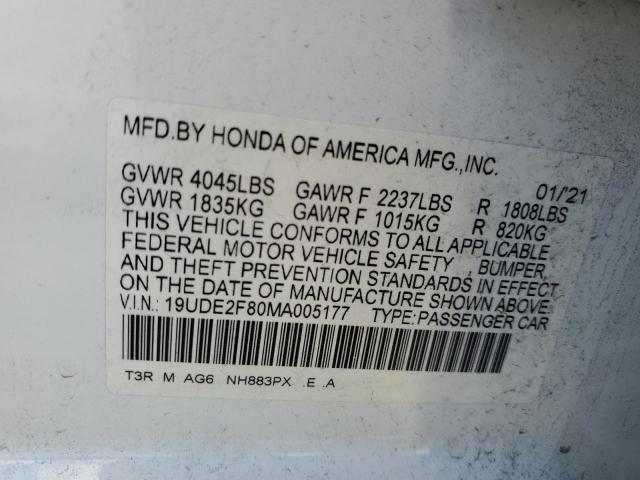 MFD.BY HONDA OF AMERICA MFG.,INC.
01/'21
GVWR 4045LBS GAWR F 2237LBS R 1808LBS
GVWR 1835KG GAWR F 1015KG R 820KG
THIS VEHICLE CONFORMS TO ALL APPLICABLE
FEDERAL MOTOR VEHICLE SAFETY , BUMPER
AND THEFT PREVENTION STANDARDS IN EFFECT
ON THE DATE OF MANUFACTURE SHOWN ABOVE.
V.I.N.: 19UDE2F80MA005177 TYPE:PASSENGER CAR
T3R M AG6 NH883PX .E .A